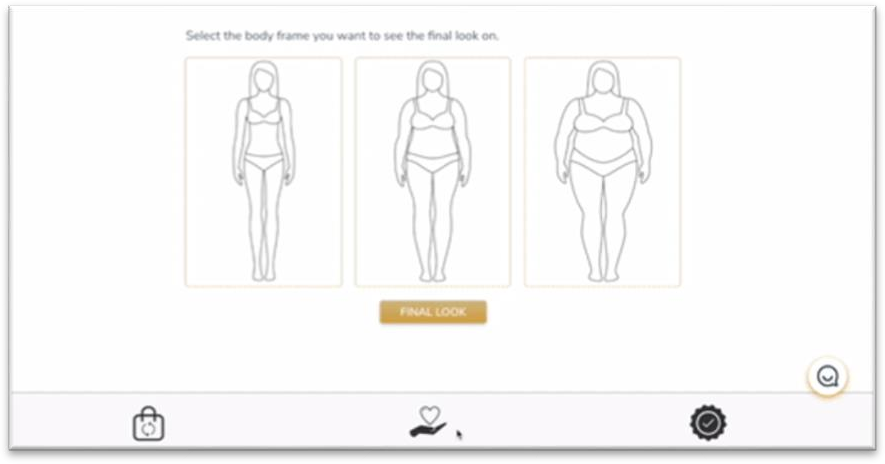 Select the body frame you want to see the final look on.
FINAL LOOK